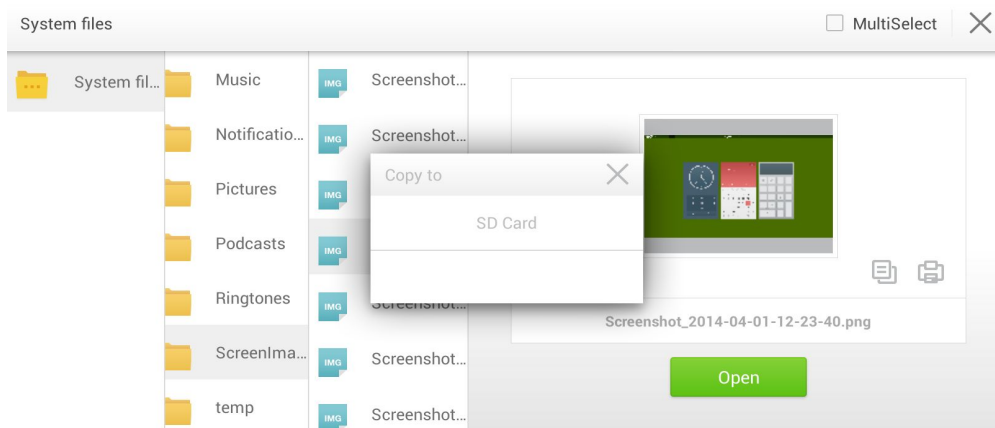 System files
MultiSelect
System fil...
Music
Notificatio...
Pictures
Podcasts
Ringtones
ScreenIma...
temp
IMG
Screenshot...
IMG
Screenshot...
IMG
IMG
IMG
Screenshot...
IMG
Screenshot...
IMG
Screenshot...
Copy to
SD Card
Screenshot_2014-04-01-12-23-40.png
Open